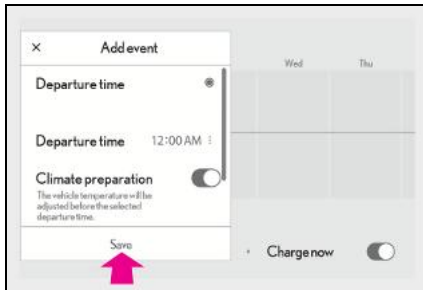 × Add event
Wed Thu
Departure time
Departure time 12:00 AM
Climate preparation
The vehicle temperature will be
adjusted before the selected
departure time.
Save
Charge now